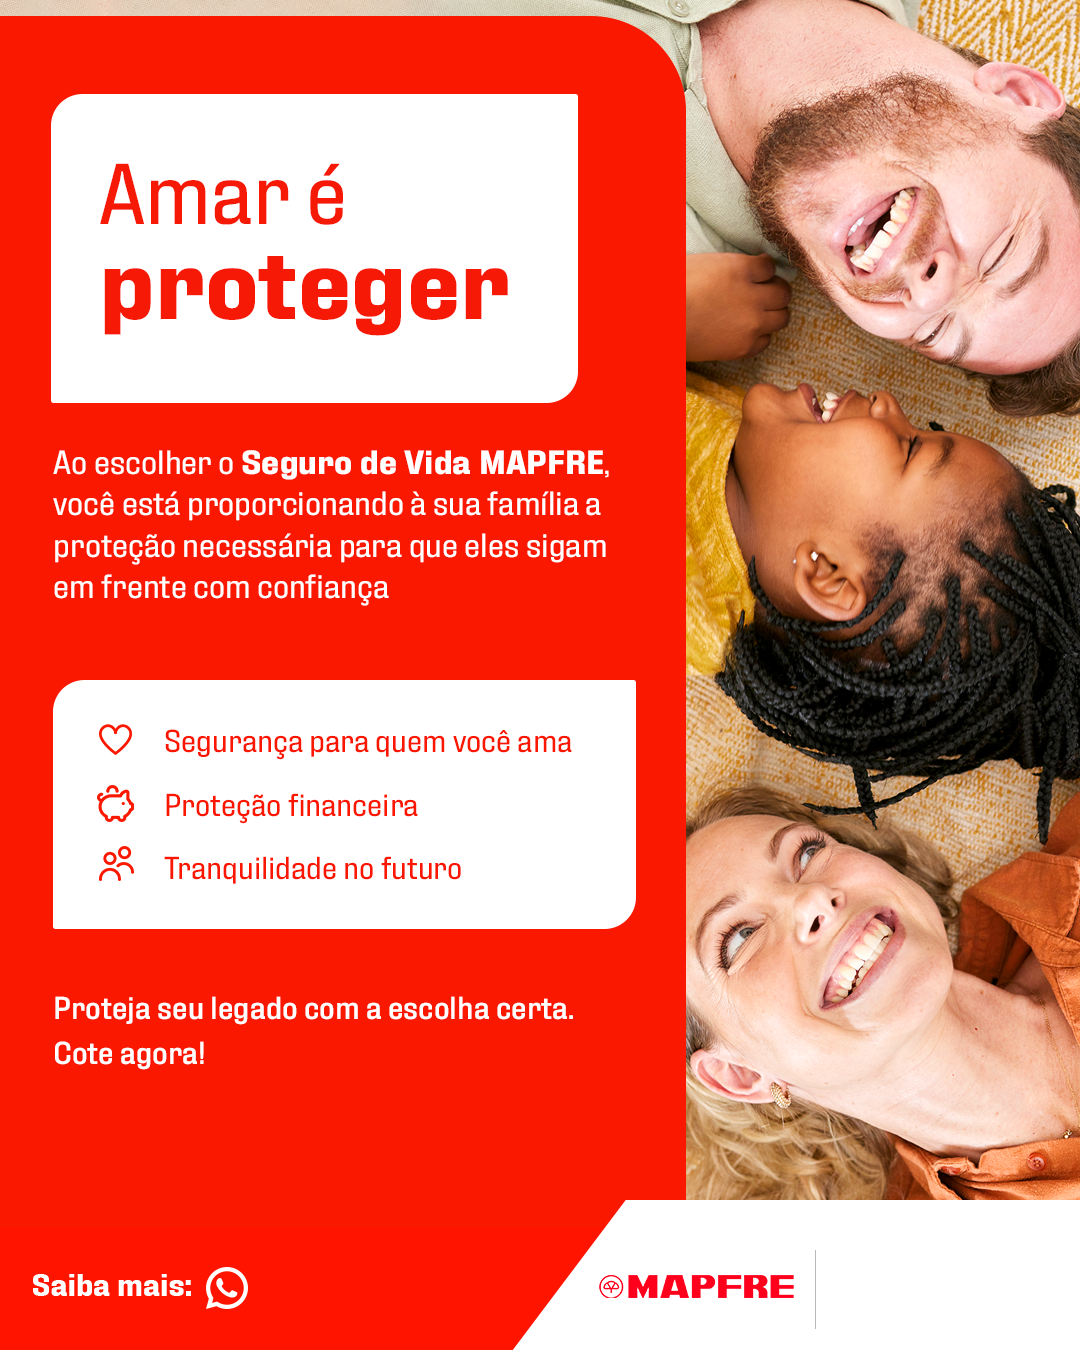 Amar é
proteger
Ao escolher o Seguro de Vida MAPFRE,
você está proporcionando à sua família a
proteção necessária para que eles sigam
em frente com confiança
Segurança para quem você ama
Proteção financeira
Tranquilidade no futuro
Proteja seu legado com a escolha certa.
Cote agora!
Saiba mais:
MAPFRE